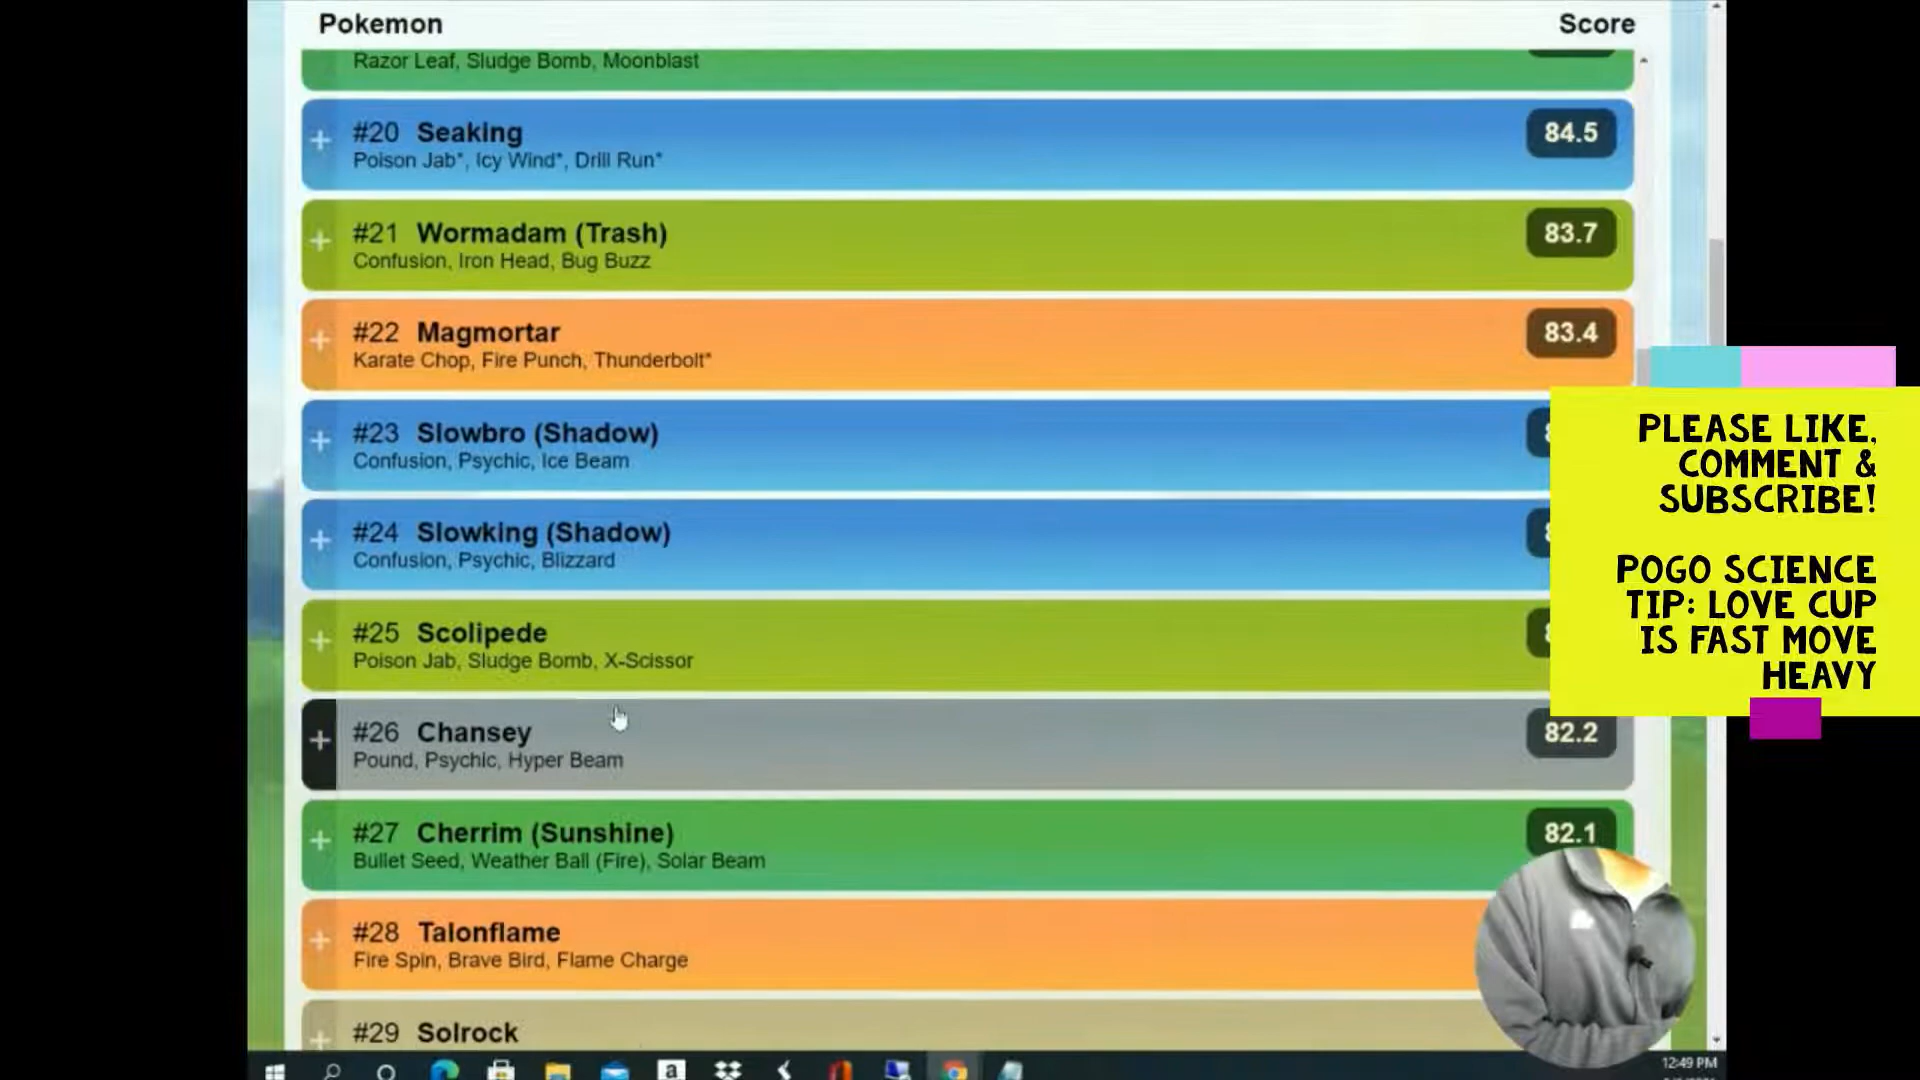 Pokemon
Score
Razor Leaf, Sludge Bomb, Moonblast
#20 Seaking
84.5
Poison Jab*, Icy Wind*, Drill Run*
#21 Wormadam (Trash)
83.7
Confusion, Iron Head, Bug Buzz
#22 Magmortar
83.4
Karate Chop, Fire Punch, Thunderbolt*
#23 Slowbro (Shadow)
Confusion, Psychic, Ice Beam
#24 Slowking (Shadow)
Confusion, Psychic, Blizzard
#25 Scolipede
Poison Jab, Sludge Bomb, X-Scissor
#26 Chansey
82.2
Pound, Psychic, Hyper Beam
#27 Cherrim (Sunshine)
82.1
Bullet Seed, Weather Ball (Fire), Solar Beam
#28 Talonflame
Fire Spin, Brave Bird, Flame Charge
#29 Solrock
PLEASE LIKE,
COMMENT &
SUBSCRIBE!
POGO SCIENCE
TIP: LOVE CUP
IS FAST MOVE
HEAVY
12:49 PM